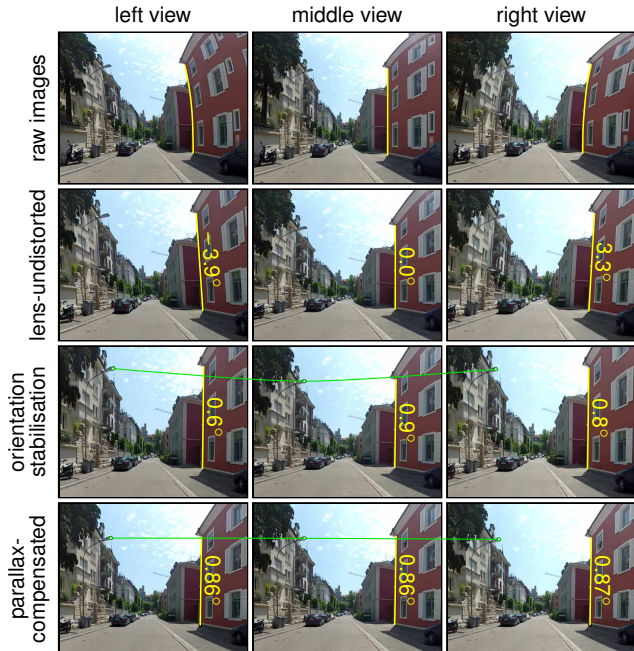 left view middle view right view
raw images
lens-undistorted
−3.9° 0.0° 3.3°
orientation
stabilisation
0.6° 0.9° 0.8°
parallax-
compensated
0.86° 0.86° 0.87°